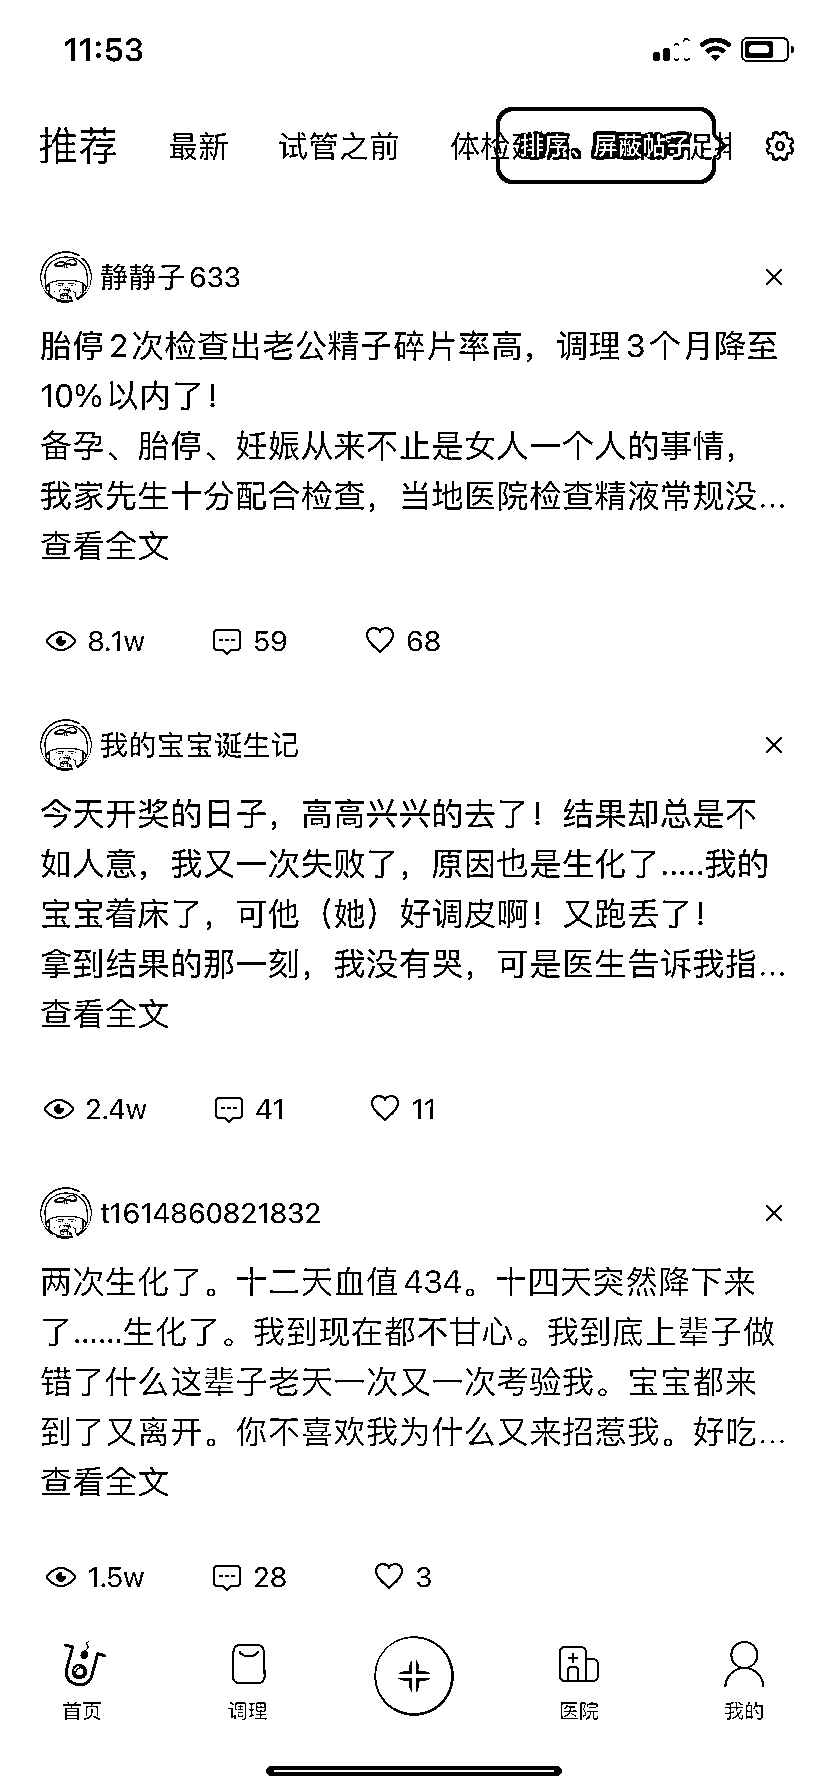 11:53
推荐 最新 试管之前 体检 排序、屏蔽帖子
静静子633
胎停2次检查出老公精子碎片率高，调理3个月降至
10%以内了！
备孕、胎停、妊娠从来不止是女人一个人的事情，
我家先生十分配合检查，当地医院检查精液常规没...
查看全文
8.1w 59 68
我的宝宝诞生记
今天开奖的日子，高高兴兴的去了！结果却总是不
如人意，我又一次失败了，原因也是生化了.....我的
宝宝着床了，可他（她）好调皮啊！又跑丢了！
拿到结果的那一刻，我没有哭，可是医生告诉我指...
查看全文
2.4w 41 11
t1614860821832
两次生化了。十二天血值434。十四天突然降下来
了......生化了。我到现在都不甘心。我到底上辈子做
错了什么这辈子老天一次又一次考验我。宝宝都来
到了又离开。你不喜欢我为什么又来招惹我。好吃...
查看全文
1.5w 28 3
首页 调理 医院 我的